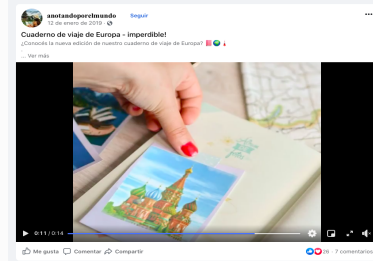 anotandoporelmundo Seguir
12 de enero de 2019 ·
Cuaderno de viaje de Europa - imperdible!
¿Conocés la nueva edición de nuestro cuaderno de viaje de Europa?
... Ver más
0:11 / 0:14
Me gusta Comentar Compartir
26 · 7 comentarios